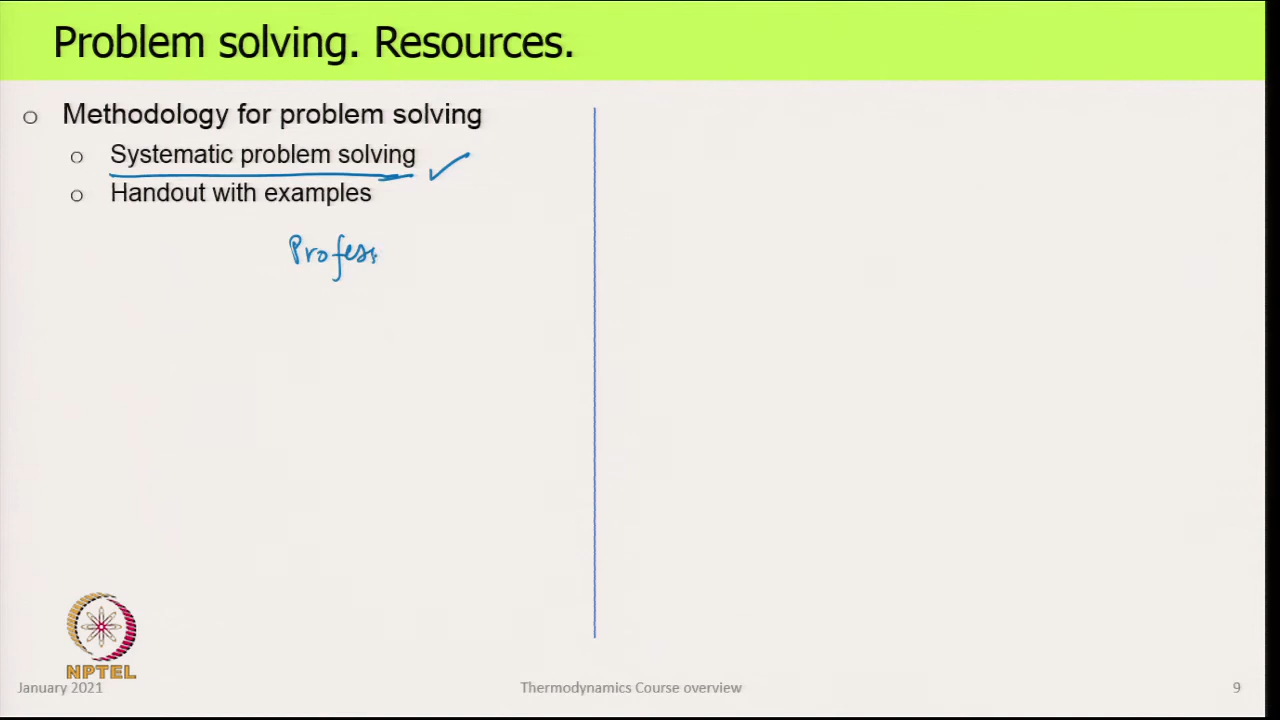 Problem solving. Resources.
o Methodology for problem solving
o Systematic problem solving ✓
o Handout with examples
Profess
NPTEL
January 2021
Thermodynamics Course overview
9